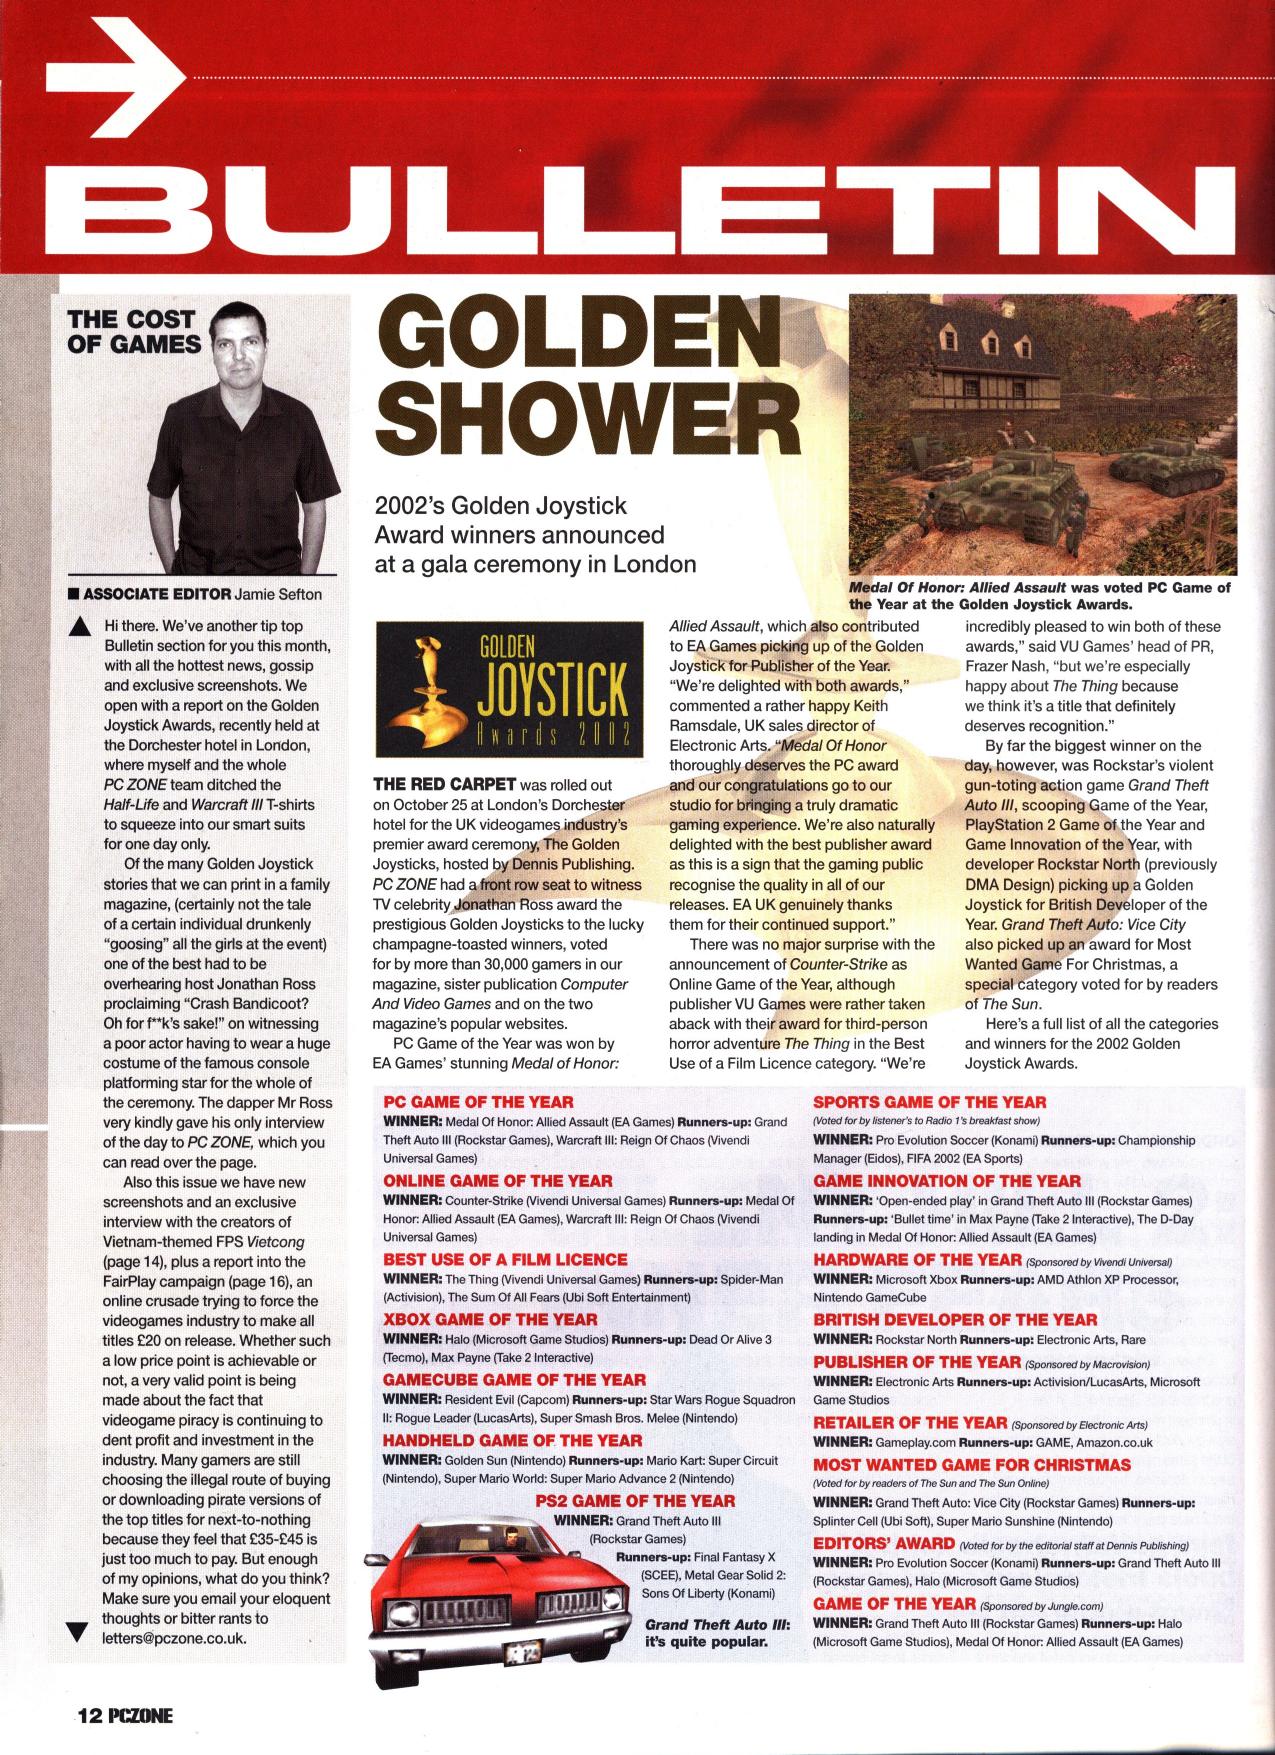 BULLETIN
THE COST
OF GAMES
■ ASSOCIATE EDITOR Jamie Sefton
Hi there. We've another tip top
Bulletin section for you this month,
with all the hottest news, gossip
and exclusive screenshots. We
open with a report on the Golden
Joystick Awards, recently held at
the Dorchester hotel in London,
where myself and the whole
PC ZONE team ditched the
Half-Life and Warcraft III T-shirts
to squeeze into our smart suits
for one day only.
Of the many Golden Joystick
stories that we can print in a family
magazine, (certainly not the tale
of a certain individual drunkenly
“goosing” all the girls at the event)
one of the best had to be
overhearing host Jonathan Ross
proclaiming “Crash Bandicoot?
Oh for f**k's sake!” on witnessing
a poor actor having to wear a huge
costume of the famous console
platforming star for the whole of
the ceremony. The dapper Mr Ross
very kindly gave his only interview
of the day to PC ZONE, which you
can read over the page.
Also this issue we have new
screenshots and an exclusive
interview with the creators of
Vietnam-themed FPS Vietcong
(page 14), plus a report into the
FairPlay campaign (page 16), an
online crusade trying to force the
videogames industry to make all
titles £20 on release. Whether such
a low price point is achievable or
not, a very valid point is being
made about the fact that
videogame piracy is continuing to
dent profit and investment in the
industry. Many gamers are still
choosing the illegal route of buying
or downloading pirate versions of
the top titles for next-to-nothing
because they feel that £35-£45 is
just too much to pay. But enough
of my opinions, what do you think?
Make sure you email your eloquent
thoughts or bitter rants to
letters@pczone.co.uk.
GOLDEN
SHOWER
2002's Golden Joystick
Award winners announced
at a gala ceremony in London
Medal Of Honor: Allied Assault was voted PC Game of
the Year at the Golden Joystick Awards.
GOLDEN
JOYSTICK
Awards 2002
THE RED CARPET was rolled out
on October 25 at London's Dorchester
hotel for the UK videogames industry's
premier award ceremony, The Golden
Joysticks, hosted by Dennis Publishing.
PC ZONE had a front row seat to witness
TV celebrity Jonathan Ross award the
prestigious Golden Joysticks to the lucky
champagne-toasted winners, voted
for by more than 30,000 gamers in our
magazine, sister publication Computer
And Video Games and on the two
magazine's popular websites.
PC Game of the Year was won by
EA Games' stunning Medal of Honor:
Allied Assault, which also contributed
to EA Games picking up of the Golden
Joystick for Publisher of the Year.
“We're delighted with both awards,”
commented a rather happy Keith
Ramsdale, UK sales director of
Electronic Arts. “Medal Of Honor
thoroughly deserves the PC award
and our congratulations go to our
studio for bringing a truly dramatic
gaming experience. We're also naturally
delighted with the best publisher award
as this is a sign that the gaming public
recognise the quality in all of our
releases. EA UK genuinely thanks
them for their continued support.”
There was no major surprise with the
announcement of Counter-Strike as
Online Game of the Year, although
publisher VU Games were rather taken
aback with their award for third-person
horror adventure The Thing in the Best
Use of a Film Licence category. “We're
incredibly pleased to win both of these
awards,” said VU Games' head of PR,
Frazer Nash, “but we're especially
happy about The Thing because
we think it's a title that definitely
deserves recognition.”
By far the biggest winner on the
day, however, was Rockstar's violent
gun-toting action game Grand Theft
Auto III, scooping Game of the Year,
PlayStation 2 Game of the Year and
Game Innovation of the Year, with
developer Rockstar North (previously
DMA Design) picking up a Golden
Joystick for British Developer of the
Year. Grand Theft Auto: Vice City
also picked up an award for Most
Wanted Game For Christmas, a
special category voted for by readers
of The Sun.
Here's a full list of all the categories
and winners for the 2002 Golden
Joystick Awards.
PC GAME OF THE YEAR
WINNER: Medal Of Honor: Allied Assault (EA Games) Runners-up: Grand
Theft Auto III (Rockstar Games), Warcraft III: Reign Of Chaos (Vivendi
Universal Games)
ONLINE GAME OF THE YEAR
WINNER: Counter-Strike (Vivendi Universal Games) Runners-up: Medal Of
Honor: Allied Assault (EA Games), Warcraft III: Reign Of Chaos (Vivendi
Universal Games)
BEST USE OF A FILM LICENCE
WINNER: The Thing (Vivendi Universal Games) Runners-up: Spider-Man
(Activision), The Sum Of All Fears (Ubi Soft Entertainment)
XBOX GAME OF THE YEAR
WINNER: Halo (Microsoft Game Studios) Runners-up: Dead Or Alive 3
(Tecmo), Max Payne (Take 2 Interactive)
GAMECUBE GAME OF THE YEAR
WINNER: Resident Evil (Capcom) Runners-up: Star Wars Rogue Squadron
II: Rogue Leader (LucasArts), Super Smash Bros. Melee (Nintendo)
HANDHELD GAME OF THE YEAR
WINNER: Golden Sun (Nintendo) Runners-up: Mario Kart: Super Circuit
(Nintendo), Super Mario World: Super Mario Advance 2 (Nintendo)
PS2 GAME OF THE YEAR
WINNER: Grand Theft Auto III
(Rockstar Games)
Runners-up: Final Fantasy X
(SCEE), Metal Gear Solid 2:
Sons Of Liberty (Konami)
Grand Theft Auto III:
it's quite popular.
SPORTS GAME OF THE YEAR
(Voted for by listener's to Radio 1's breakfast show)
WINNER: Pro Evolution Soccer (Konami) Runners-up: Championship
Manager (Eidos), FIFA 2002 (EA Sports)
GAME INNOVATION OF THE YEAR
WINNER: ‘Open-ended play’ in Grand Theft Auto III (Rockstar Games)
Runners-up: ‘Bullet time’ in Max Payne (Take 2 Interactive), The D-Day
landing in Medal Of Honor: Allied Assault (EA Games)
HARDWARE OF THE YEAR (Sponsored by Vivendi Universal)
WINNER: Microsoft Xbox Runners-up: AMD Athlon XP Processor,
Nintendo GameCube
BRITISH DEVELOPER OF THE YEAR
WINNER: Rockstar North Runners-up: Electronic Arts, Rare
PUBLISHER OF THE YEAR (Sponsored by Macrovision)
WINNER: Electronic Arts Runners-up: Activision/LucasArts, Microsoft
Game Studios
RETAILER OF THE YEAR (Sponsored by Electronic Arts)
WINNER: Gameplay.com Runners-up: GAME, Amazon.co.uk
MOST WANTED GAME FOR CHRISTMAS
(Voted for by readers of The Sun and The Sun Online)
WINNER: Grand Theft Auto: Vice City (Rockstar Games) Runners-up:
Splinter Cell (Ubi Soft), Super Mario Sunshine (Nintendo)
EDITORS' AWARD (Voted for by the editorial staff at Dennis Publishing)
WINNER: Pro Evolution Soccer (Konami) Runners-up: Grand Theft Auto III
(Rockstar Games), Halo (Microsoft Game Studios)
GAME OF THE YEAR (Sponsored by Jungle.com)
WINNER: Grand Theft Auto III (Rockstar Games) Runners-up: Halo
(Microsoft Game Studios), Medal Of Honor: Allied Assault (EA Games)
12 PCZONE